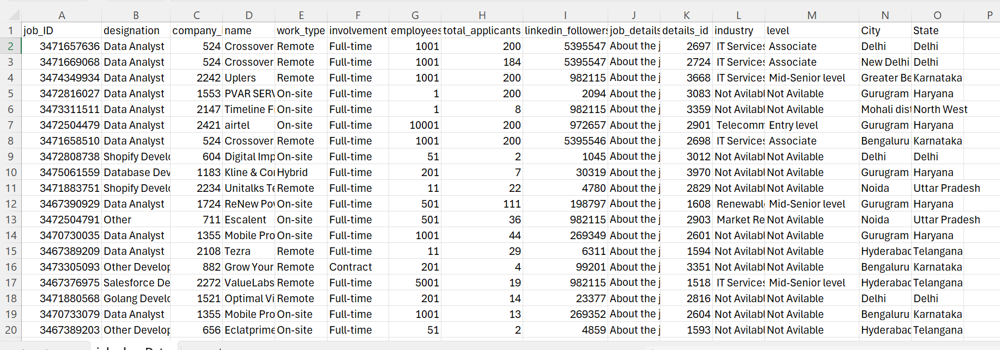 A B C D E F G H I J K L M N O P
1 job_ID designation company_i name work_type involvement employees total_applicants linkedin_followers job_details details_id industry level City State
2 3471657636 Data Analyst 524 Crossover Remote Full-time 1001 200 5395547 About the j 2697 IT Services Associate Delhi Delhi
3 3471669068 Data Analyst 524 Crossover Remote Full-time 1001 184 5395547 About the j 2724 IT Services Associate New Delhi Delhi
4 3474349934 Data Analyst 2242 Uplers Remote Full-time 1001 200 982115 About the j 3668 IT Services Mid-Senior level Greater Be Karnataka
5 3472816027 Data Analyst 1553 PVAR SERV On-site Full-time 1 200 2094 About the j 3083 Not Avilabl Not Avilable Gurugram Haryana
6 3473311511 Data Analyst 2147 Timeline F On-site Full-time 1 8 982115 About the j 3359 Not Avilabl Not Avilable Mohali dist North West
7 3472504479 Data Analyst 2421 airtel On-site Full-time 10001 200 972657 About the j 2901 Telecomm Entry level Gurugram Haryana
8 3471658510 Data Analyst 524 Crossover Remote Full-time 1001 200 5395546 About the j 2698 IT Services Associate Bengaluru Karnataka
9 3472808738 Shopify Develo 604 Digital Imp On-site Full-time 51 2 1045 About the j 3012 Not Avilabl Not Avilable Delhi Delhi
10 3475061559 Database Dev 1183 Kline & Co Hybrid Full-time 201 7 30319 About the j 3970 Not Avilabl Not Avilable Gurugram Haryana
11 3471883751 Shopify Develo 2234 Unitalks Te Remote Full-time 11 22 4780 About the j 2829 Not Avilabl Not Avilable Noida Uttar Pradesh
12 3467390929 Data Analyst 1724 ReNew Pow On-site Full-time 501 111 198797 About the j 1608 Renewabl Mid-Senior level Gurugram Haryana
13 3472504791 Other 711 Escalent On-site Full-time 501 36 982115 About the j 2903 Market Re Not Avilable Noida Uttar Pradesh
14 3470730035 Data Analyst 1355 Mobile Pro On-site Full-time 1001 44 269349 About the j 2601 Not Avilabl Not Avilable Gurugram Haryana
15 3467389209 Data Analyst 2108 Tezra Remote Full-time 11 29 6311 About the j 1594 Not Avilabl Not Avilable Hyderabad Telangana
16 3473305093 Other Develop 882 Grow Your Remote Contract 201 4 99201 About the j 3351 Not Avilabl Not Avilable Bengaluru Karnataka
17 3467376975 Salesforce De 2272 ValueLabs Remote Full-time 5001 19 982115 About the j 1518 IT Services Mid-Senior level Hyderabad Telangana
18 3471880568 Golang Develo 1521 Optimal Vi Remote Full-time 201 14 23377 About the j 2816 Not Avilabl Not Avilable Delhi Delhi
19 3470733079 Data Analyst 1355 Mobile Pro On-site Full-time 1001 13 269352 About the j 2604 Not Avilabl Not Avilable Bengaluru Karnataka
20 3467389203 Other Develop 656 Eclatprime On-site Full-time 51 2 4859 About the j 1593 Not Avilabl Not Avilable Hyderabad Telangana